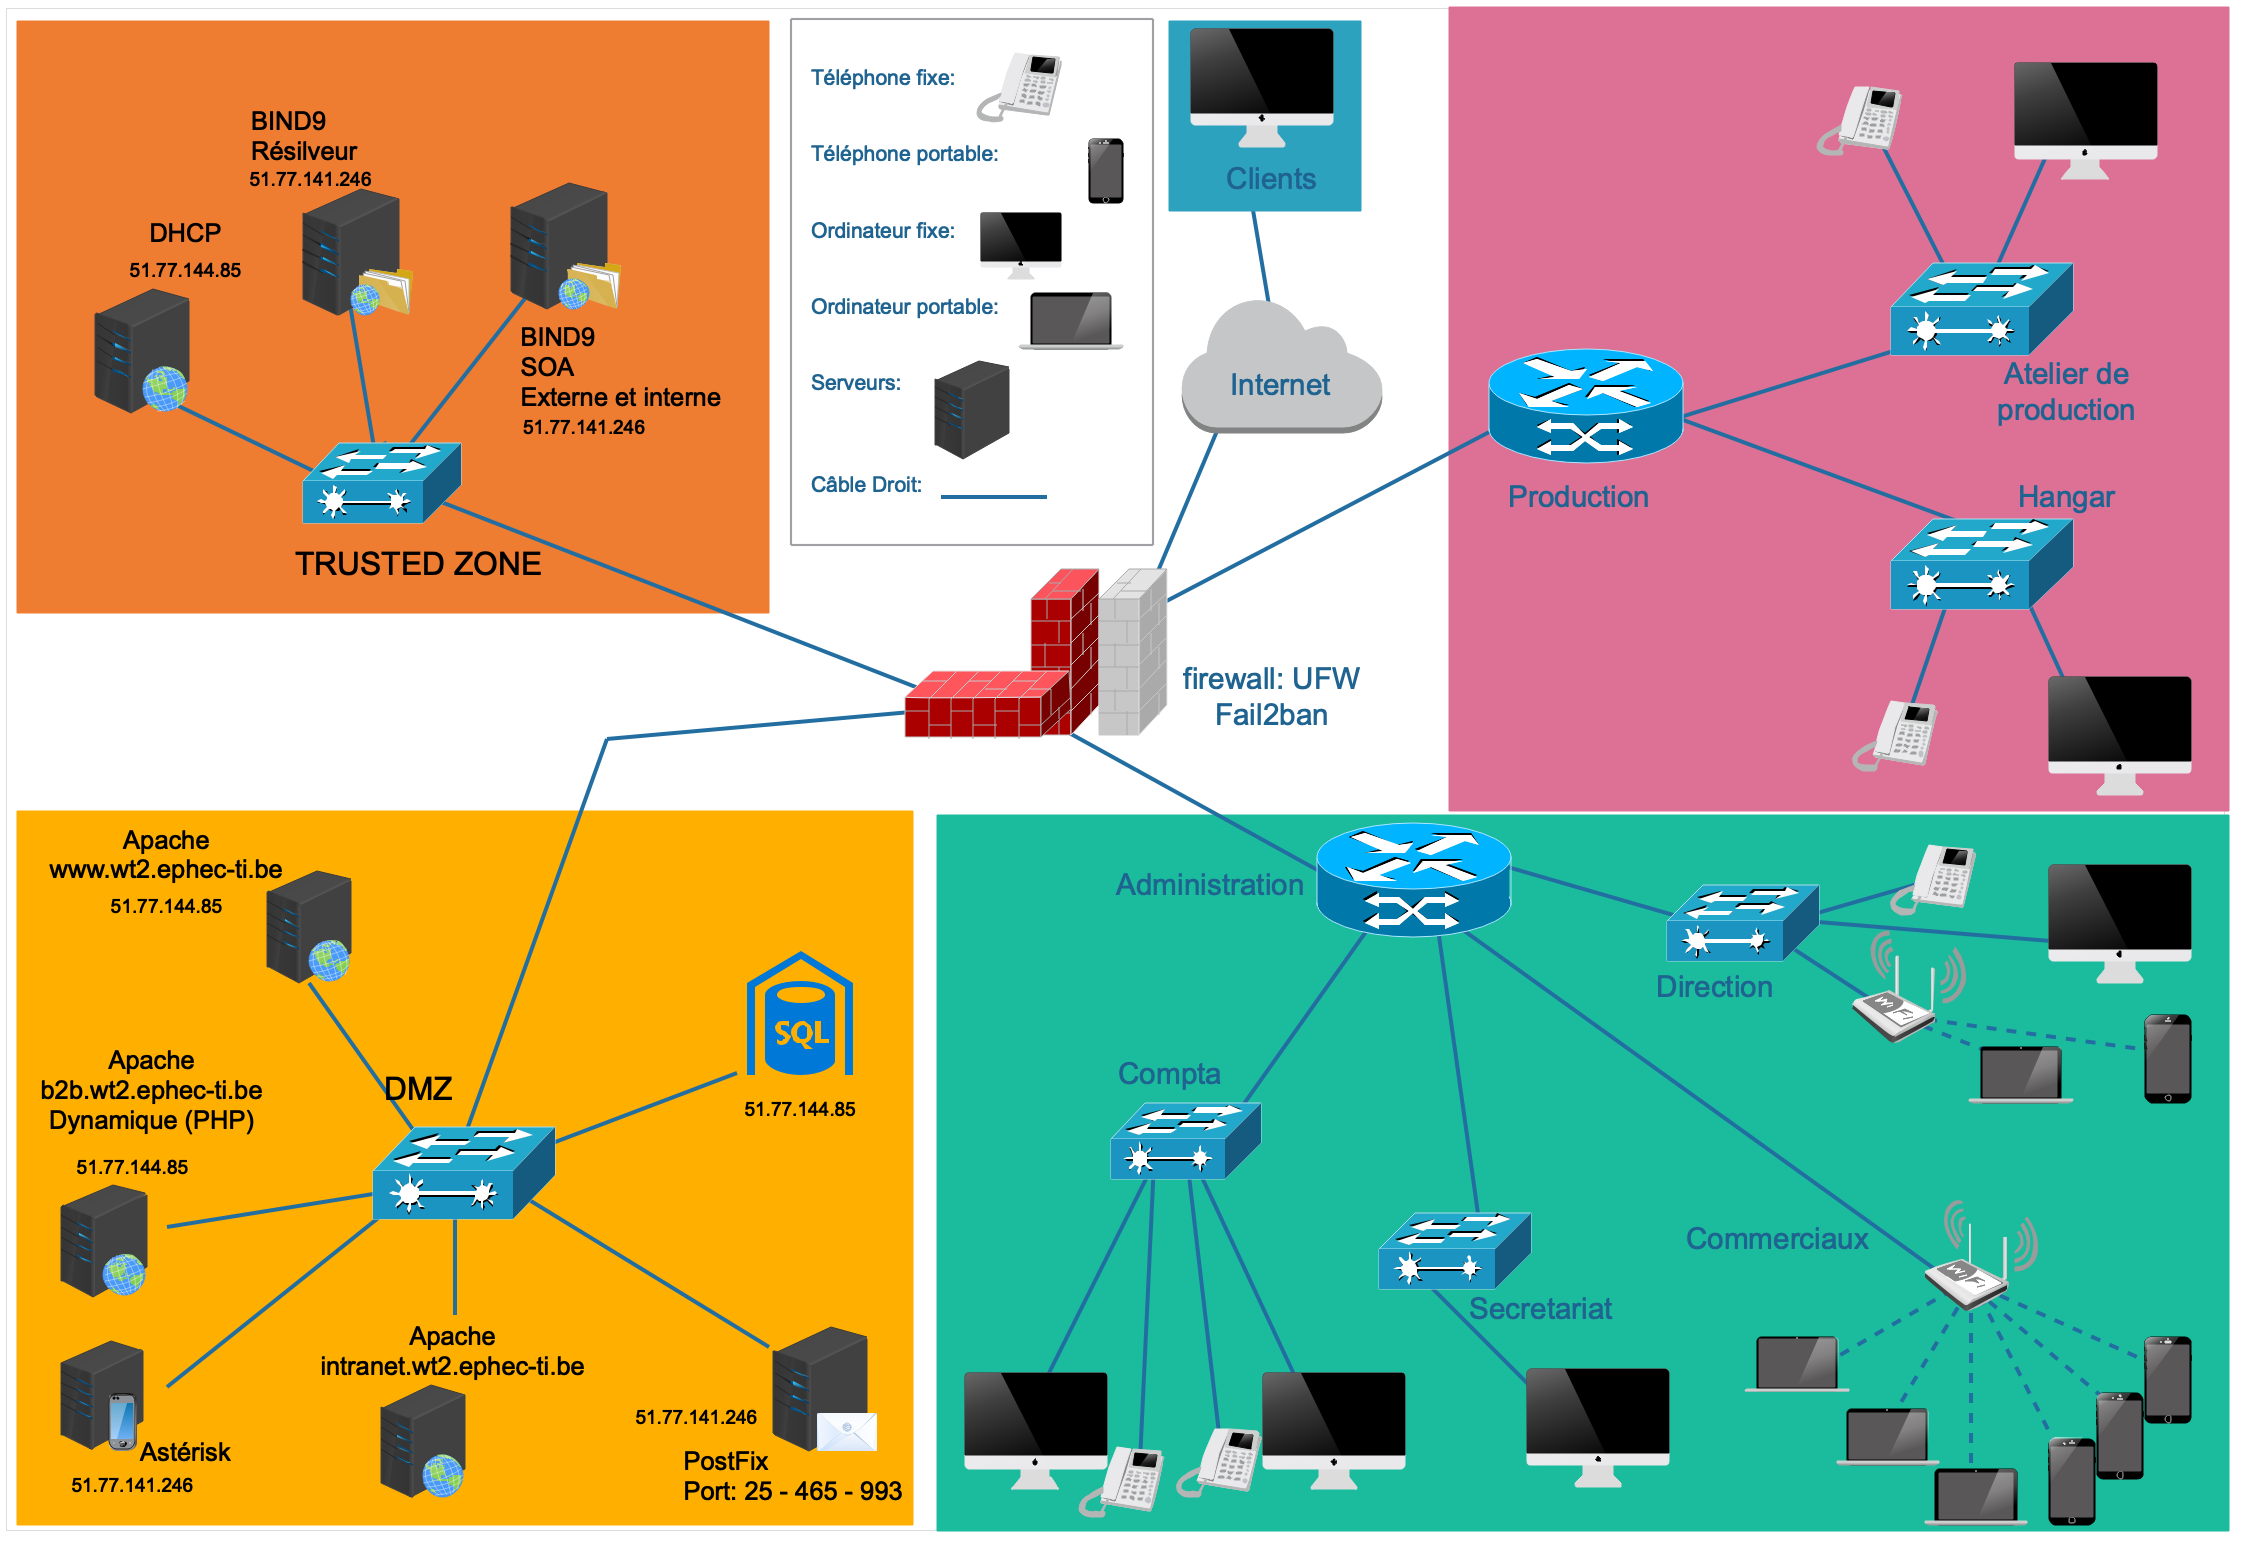 BIND9
Résilveur
51.77.141.246
DHCP
51.77.144.85
BIND9
SOA
Externe et interne
51.77.141.246
TRUSTED ZONE
Téléphone fixe:
Téléphone portable:
Ordinateur fixe:
Ordinateur portable:
Serveurs:
Câble Droit:
Clients
Internet
Production
Atelier de
production
Hangar
firewall: UFW
Fail2ban
Apache
www.wt2.ephec-ti.be
51.77.144.85
Apache
b2b.wt2.ephec-ti.be
Dynamique (PHP)
51.77.144.85
DMZ
SQL
51.77.144.85
Astérisk
51.77.141.246
Apache
intranet.wt2.ephec-ti.be
51.77.141.246
PostFix
Port: 25 - 465 - 993
Administration
Direction
WiFi
Compta
Secretariat
Commerciaux
WiFi